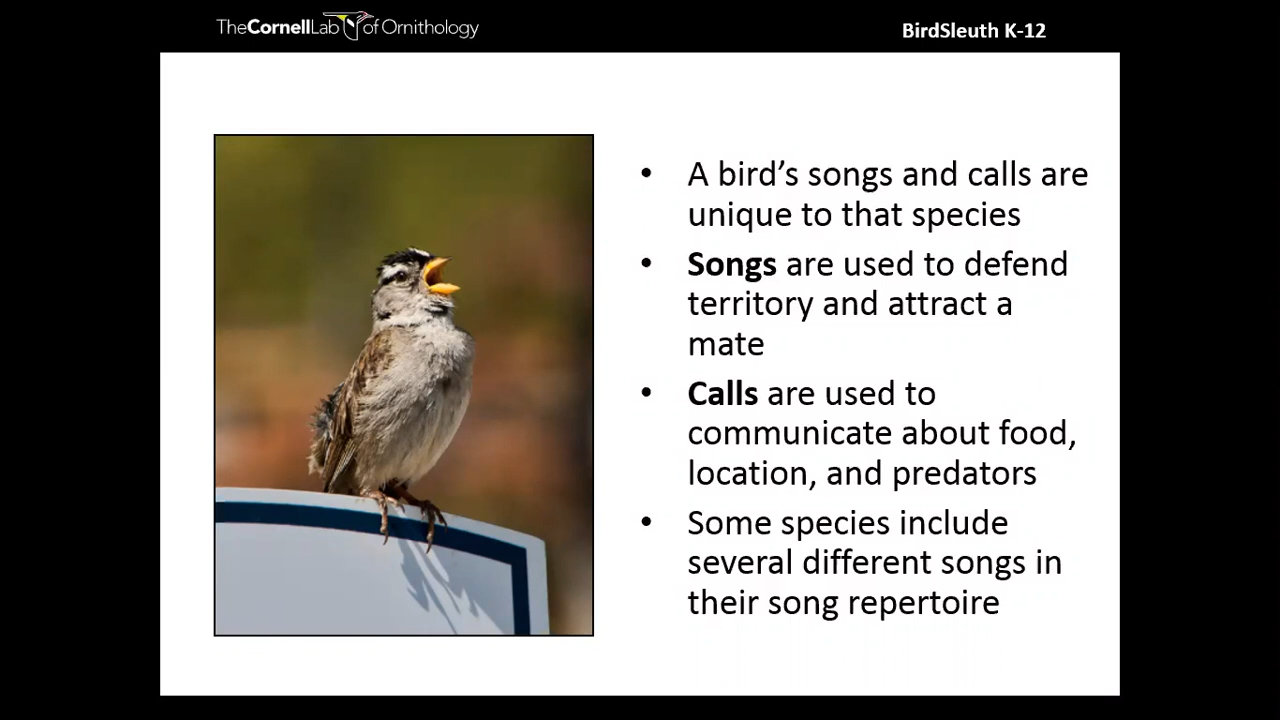 TheCornellLab of Ornithology
BirdSleuth K-12
• A bird’s songs and calls are
unique to that species
• Songs are used to defend
territory and attract a
mate
• Calls are used to
communicate about food,
location, and predators
• Some species include
several different songs in
their song repertoire